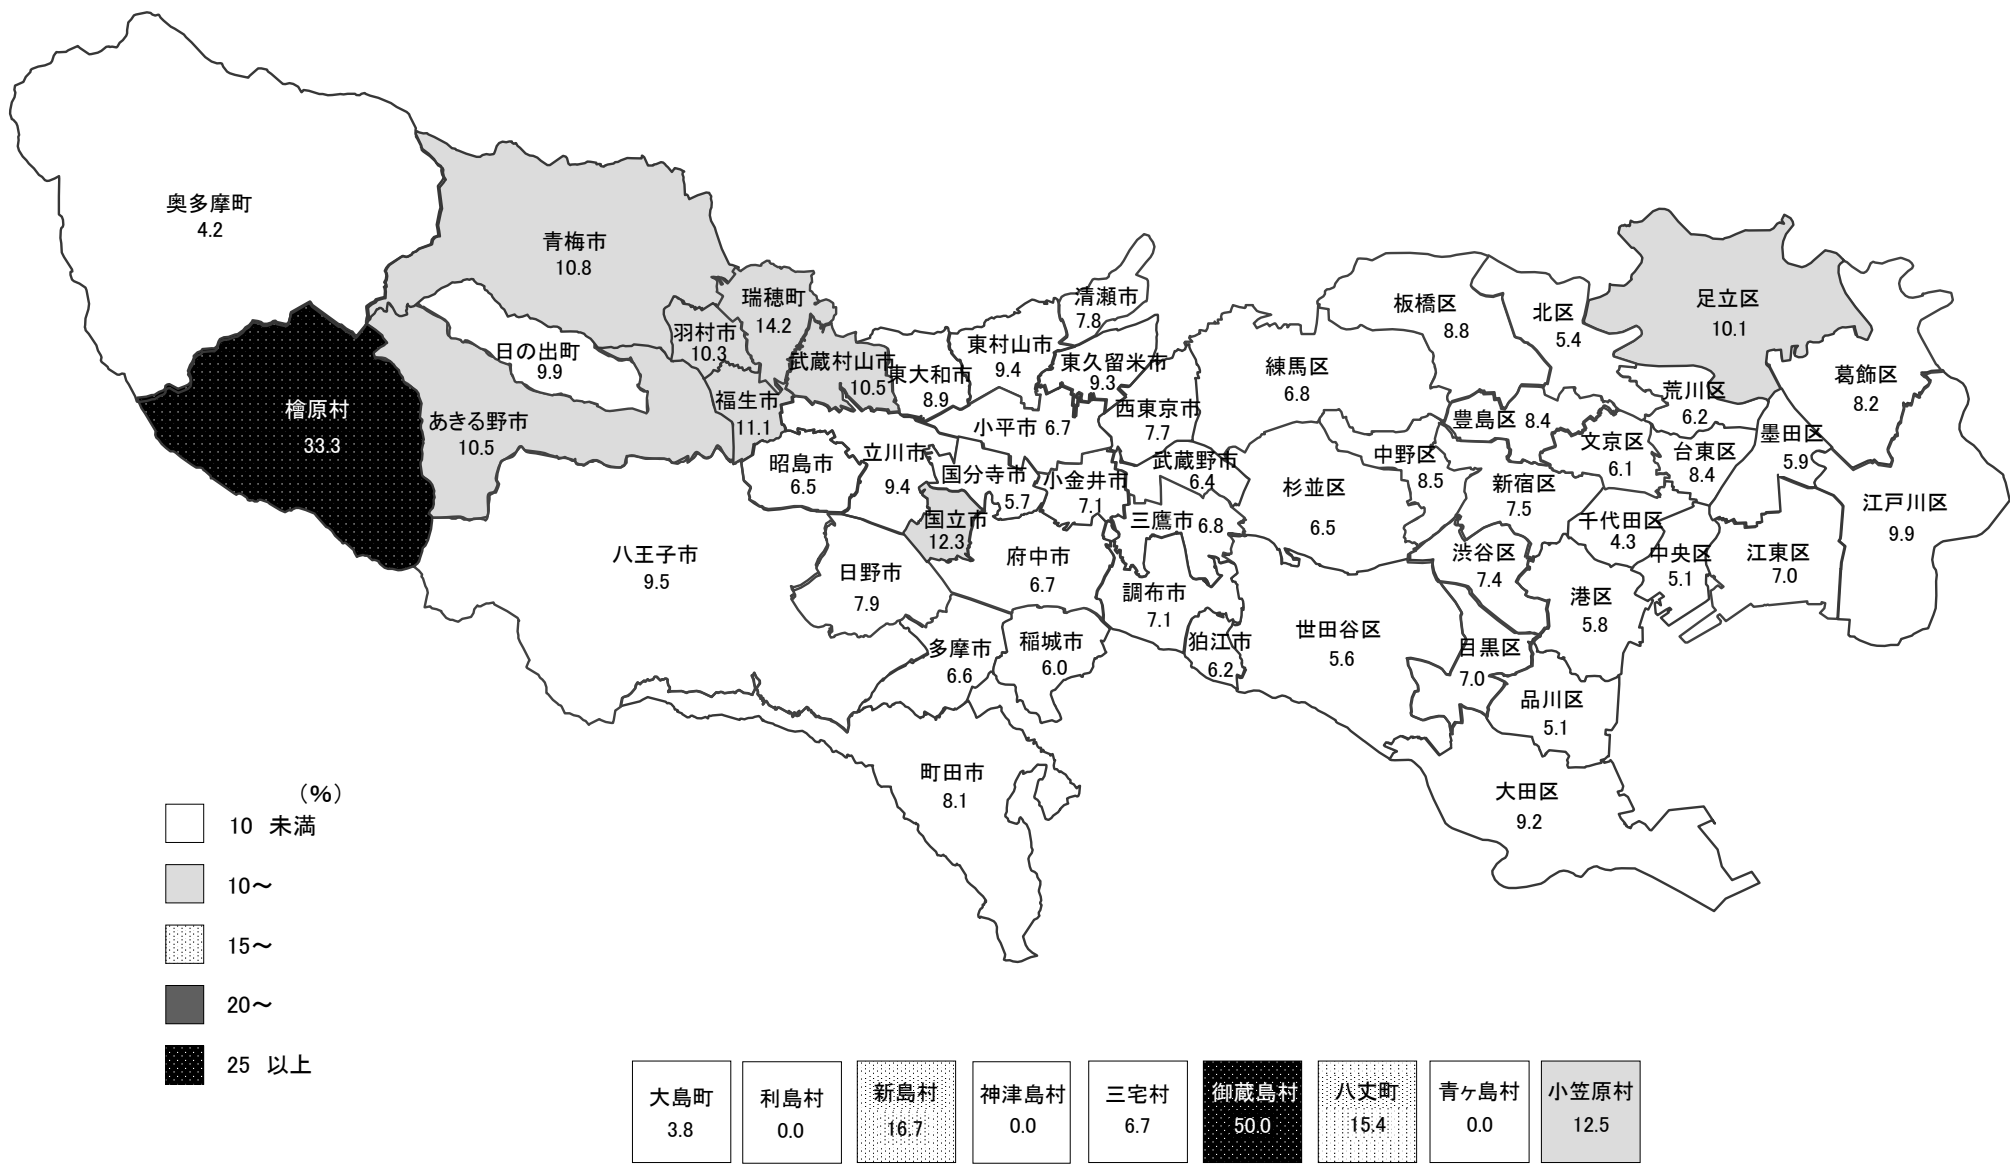 奥多摩町
4.2
青梅市
10.8
瑞穂町
14.2
羽村市
10.3
日の出町
9.9
檜原村
33.3
あきる野市
10.5
福生市
11.1
武蔵村山市
10.5
東大和市
8.9
東村山市
9.4
清瀬市
7.8
東久留米市
9.3
西東京市
7.7
小平市 6.7
昭島市
6.5
立川市
9.4
国分寺市
5.7
小金井市
7.1
武蔵野市
6.4
三鷹市 6.8
国立市
12.3
八王子市
9.5
日野市
7.9
府中市
6.7
調布市
7.1
狛江市
6.2
多摩市
6.6
稲城市
6.0
町田市
8.1
板橋区
8.8
北区
5.4
足立区
10.1
練馬区
6.8
荒川区
6.2
葛飾区
8.2
豊島区 8.4
文京区
6.1
台東区
8.4
墨田区
5.9
中野区
8.5
杉並区
6.5
新宿区
7.5
千代田区
4.3
中央区
5.1
江東区
7.0
江戸川区
9.9
渋谷区
7.4
港区
5.8
世田谷区
5.6
目黒区
7.0
品川区
5.1
大田区
9.2
(%)
10 未満
10～
15～
20～
25 以上
大島町
3.8
利島村
0.0
新島村
16.7
神津島村
0.0
三宅村
6.7
御蔵島村
50.0
八丈町
15.4
青ヶ島村
0.0
小笠原村
12.5